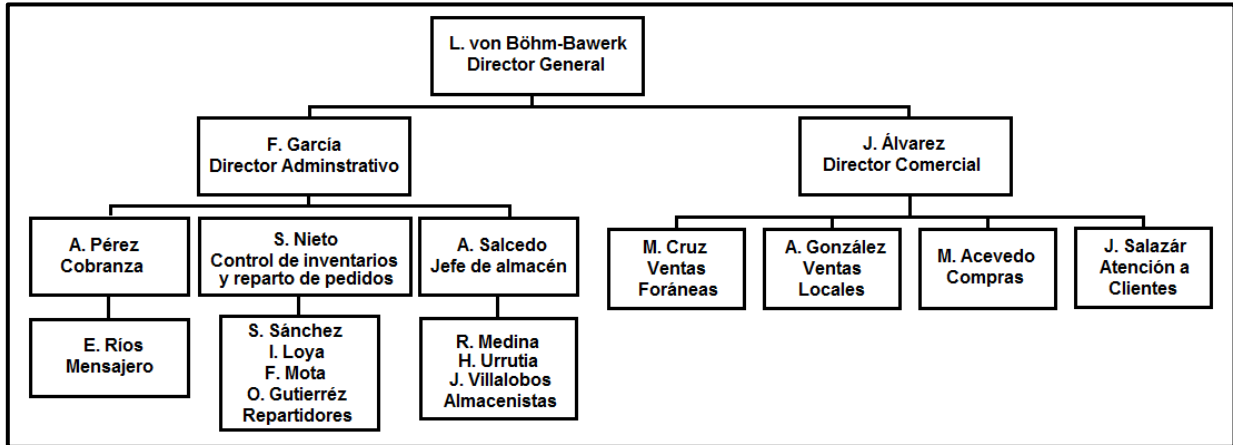 L. von Böhm-Bawerk
Director General
F. García
Director Adminstrativo
J. Álvarez
Director Comercial
A. Pérez
Cobranza
S. Nieto
Control de inventarios
y reparto de pedidos
A. Salcedo
Jefe de almacén
M. Cruz
Ventas
Foráneas
A. González
Ventas
Locales
M. Acevedo
Compras
J. Salazár
Atención a
Clientes
E. Ríos
Mensajero
S. Sánchez
I. Loya
F. Mota
O. Gutierréz
Repartidores
R. Medina
H. Urrutia
J. Villalobos
Almacenistas